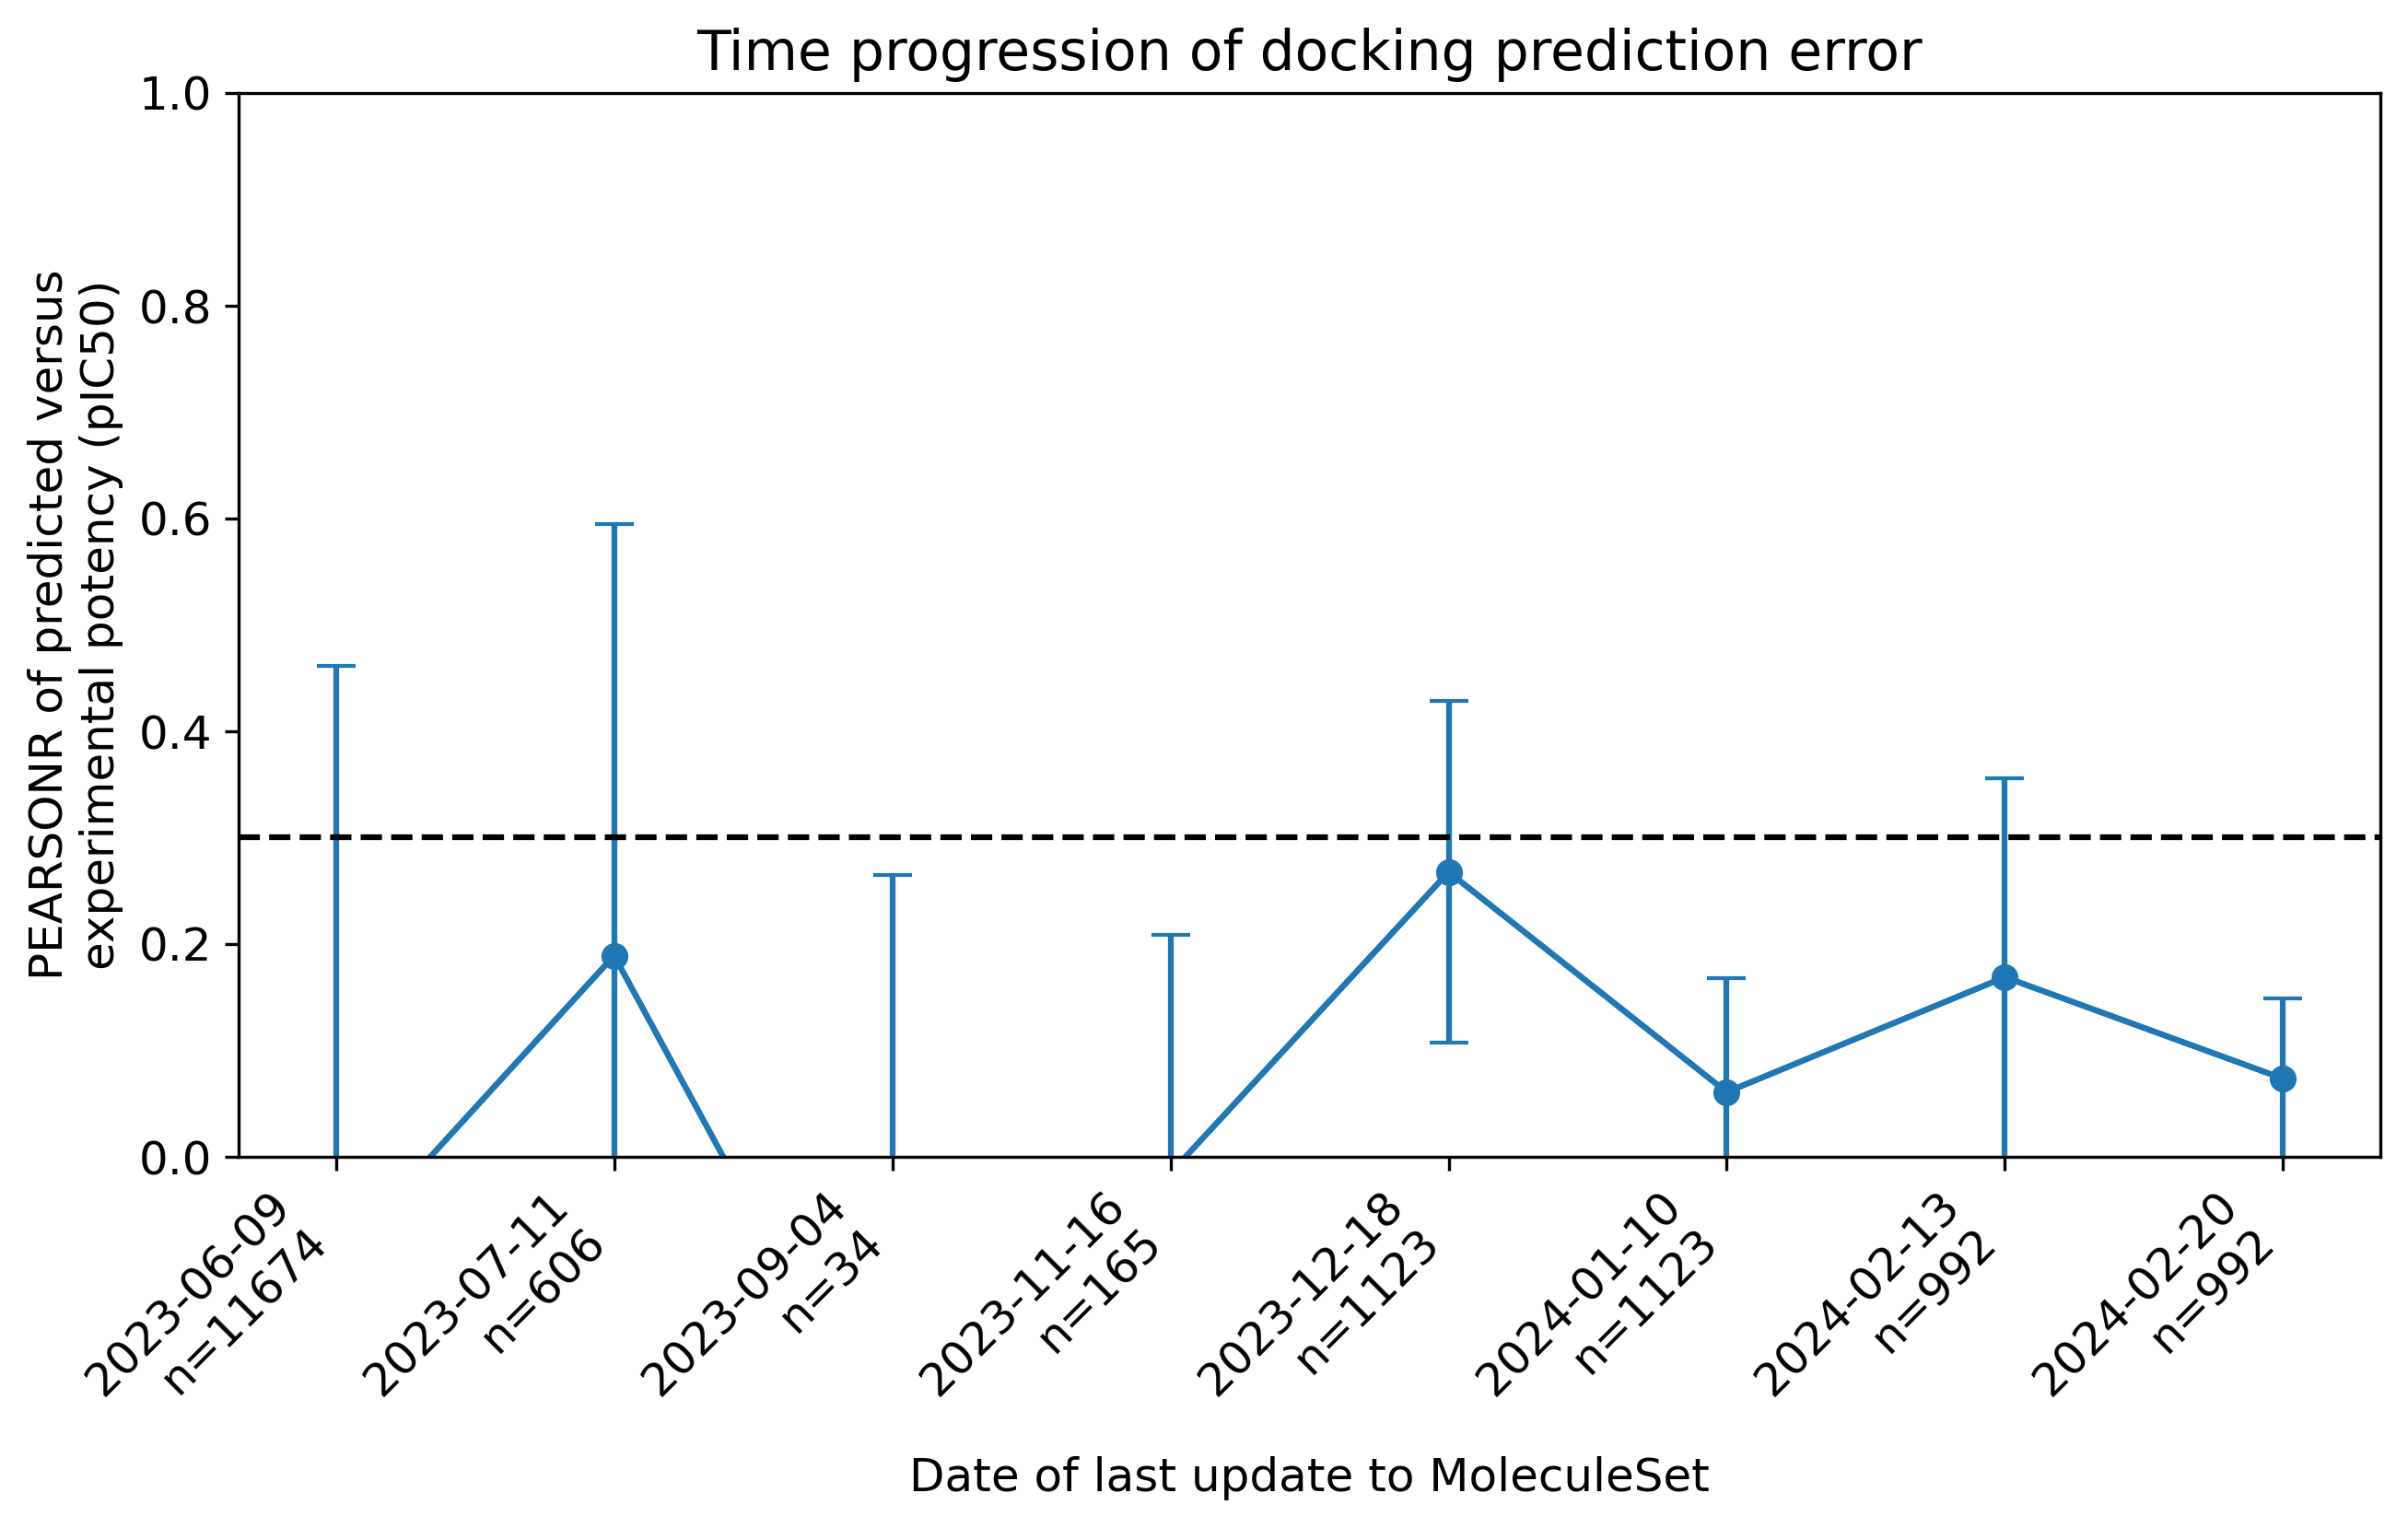 Time progression of docking prediction error
PEARSONR of predicted versus
experimental potency (pIC50)
1.0
0.8
0.6
0.4
0.2
0.0
2023-06-09
n=11674
2023-07-11
n=606
2023-09-04
n=34
2023-11-16
n=165
2023-12-18
n=1123
2024-01-10
n=1123
2024-02-13
n=992
2024-02-20
n=992
Date of last update to MoleculeSet